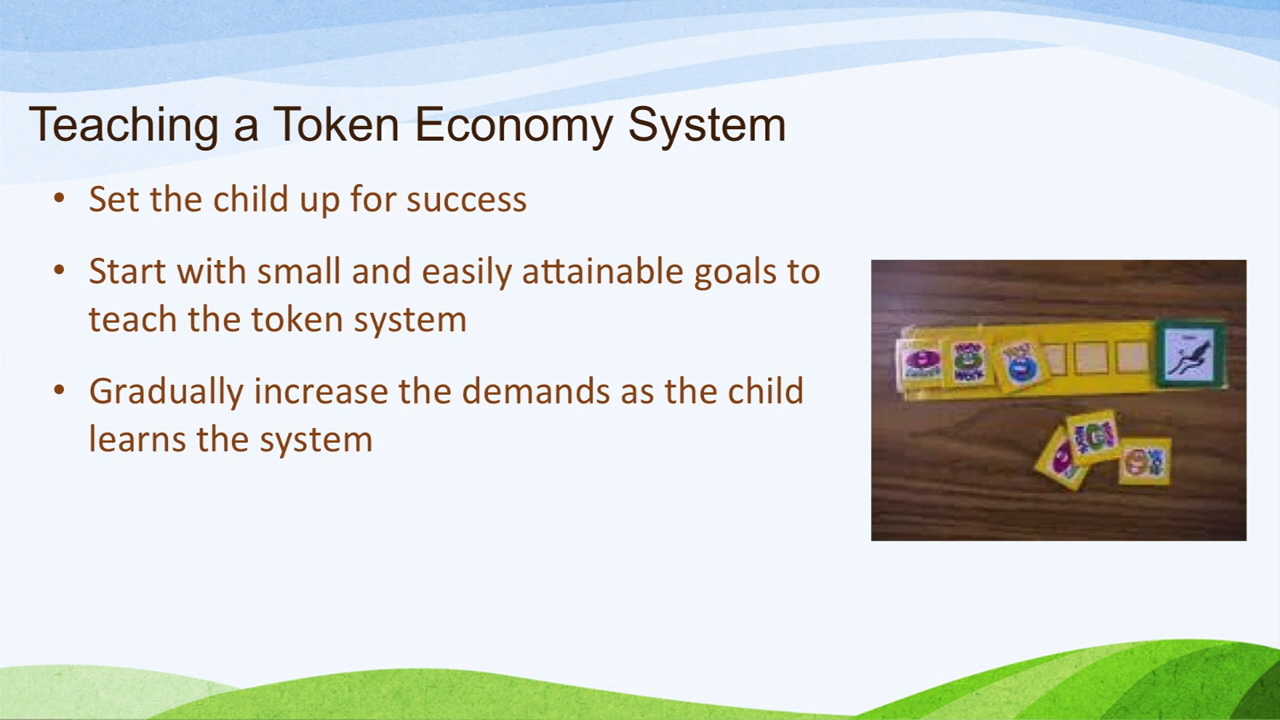 Teaching a Token Economy System
• Set the child up for success
• Start with small and easily attainable goals to
teach the token system
• Gradually increase the demands as the child
learns the system
YES!